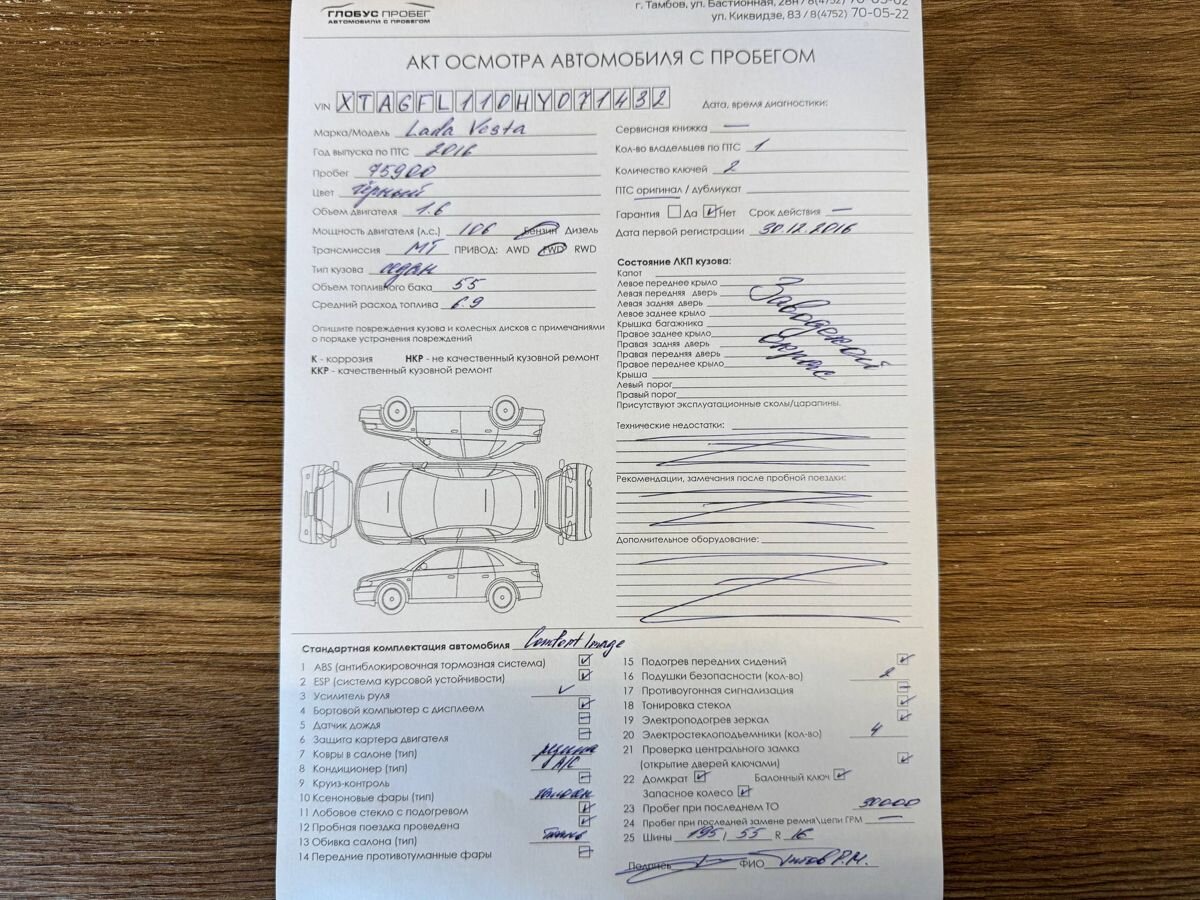 ГЛОБУС ПРОБЕГ
АВТОМОБИЛИ С ПРОБЕГОМ
г. Тамбов, ул. Бастионная, 28Н / 8(4752) 70-05-02
ул. Киквидзе, 83 / 8(4752) 70-05-22
АКТ ОСМОТРА АВТОМОБИЛЯ С ПРОБЕГОМ
VIN XTAGFL110HY071432
Дата, время диагностики:
Марка/Модель Lada Vesta
Год выпуска по ПТС 2016
Пробег 75900
Цвет чёрный
Объем двигателя 1.6
Мощность двигателя (л.с.) 106 Бензин Дизель
Трансмиссия МТ ПРИВОД: AWD FWD RWD
Тип кузова седан
Объем топливного бака 55
Средний расход топлива 6.9
Опишите повреждения кузова и колесных дисков с примечаниями
о порядке устранения повреждений
К - коррозия НКР - не качественный кузовной ремонт
ККР - качественный кузовной ремонт
Сервисная книжка —
Кол-во владельцев по ПТС 1
Количество ключей 2
ПТС оригинал / дубликат
Гарантия Да Нет Срок действия —
Дата первой регистрации 30.12.2016
Состояние ЛКП кузова:
Капот
Левое переднее крыло
Левая передняя дверь
Левая задняя дверь
Левое заднее крыло
Крышка багажника
Правое заднее крыло
Правая задняя дверь
Правая передняя дверь
Правое переднее крыло
Крыша
Левый порог
Правый порог
Заводской
окрас
Присутствуют эксплуатационные сколы/царапины.
Технические недостатки:
Рекомендации, замечания после пробной поездки:
Дополнительное оборудование:
Стандартная комплектация автомобиля Comfort Image
1 ABS (антиблокировочная тормозная система)
2 ESP (система курсовой устойчивости)
3 Усилитель руля
4 Бортовой компьютер с дисплеем
5 Датчик дождя
6 Защита картера двигателя
7 Ковры в салоне (тип) резина
8 Кондиционер (тип) A/C
9 Круиз-контроль
10 Ксеноновые фары (тип)
11 Лобовое стекло с подогревом
12 Пробная поездка проведена
13 Обивка салона (тип) ткань
14 Передние противотуманные фары
15 Подогрев передних сидений
16 Подушки безопасности (кол-во) 2
17 Противоугонная сигнализация
18 Тонировка стекол
19 Электроподогрев зеркал
20 Электростеклоподъемники (кол-во) 4
21 Проверка центрального замка
(открытие дверей ключами)
22 Домкрат Балонный ключ
Запасное колесо
23 Пробег при последнем ТО 90000
24 Пробег при последней замене ремня\цепи ГРМ —
25 Шины 195 / 55 R 16
Подпись ФИО Титов Р.М.